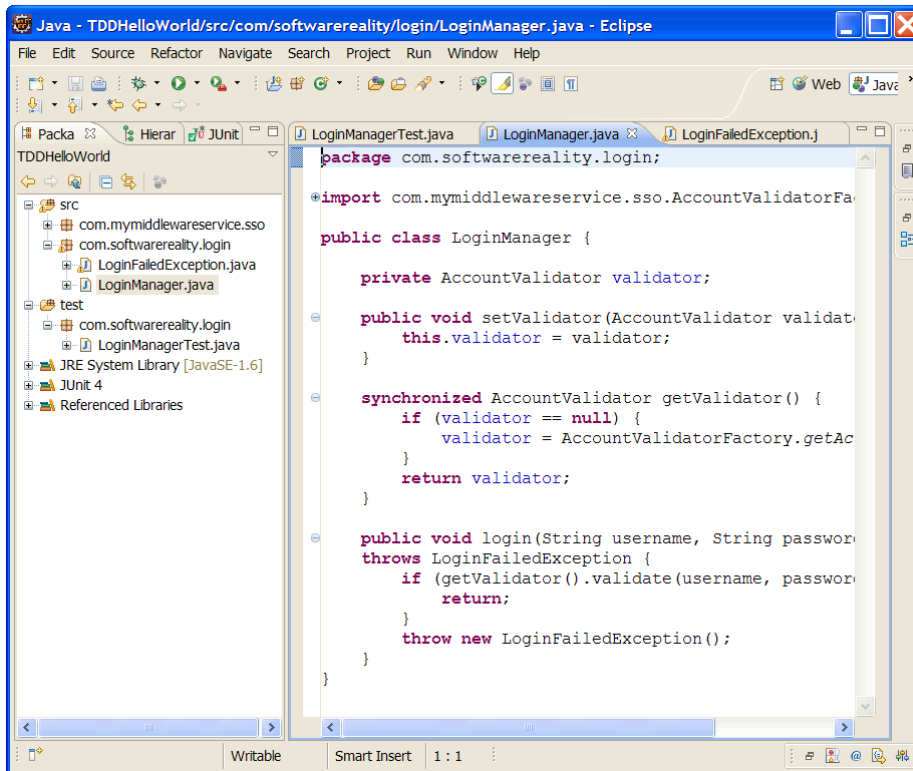 Java - TDDHelloWorld/src/com/softwarereality/login/LoginManager.java - Eclipse
File Edit Source Refactor Navigate Search Project Run Window Help
Web Java
Packa Hierar JUnit
TDDHelloWorld
src
com.mymiddlewareservice.sso
com.softwarereality.login
LoginFailedException.java
LoginManager.java
test
com.softwarereality.login
LoginManagerTest.java
JRE System Library [JavaSE-1.6]
JUnit 4
Referenced Libraries
LoginManagerTest.java LoginManager.java LoginFailedException.j
package com.softwarereality.login;
import com.mymiddlewareservice.sso.AccountValidatorFa
public class LoginManager {
private AccountValidator validator;
public void setValidator(AccountValidator validat
this.validator = validator;
}
synchronized AccountValidator getValidator() {
if (validator == null) {
validator = AccountValidatorFactory.getAc
}
return validator;
}
public void login(String username, String passwor
throws LoginFailedException {
if (getValidator().validate(username, passwor
return;
}
throw new LoginFailedException();
}
}
Writable Smart Insert 1 : 1